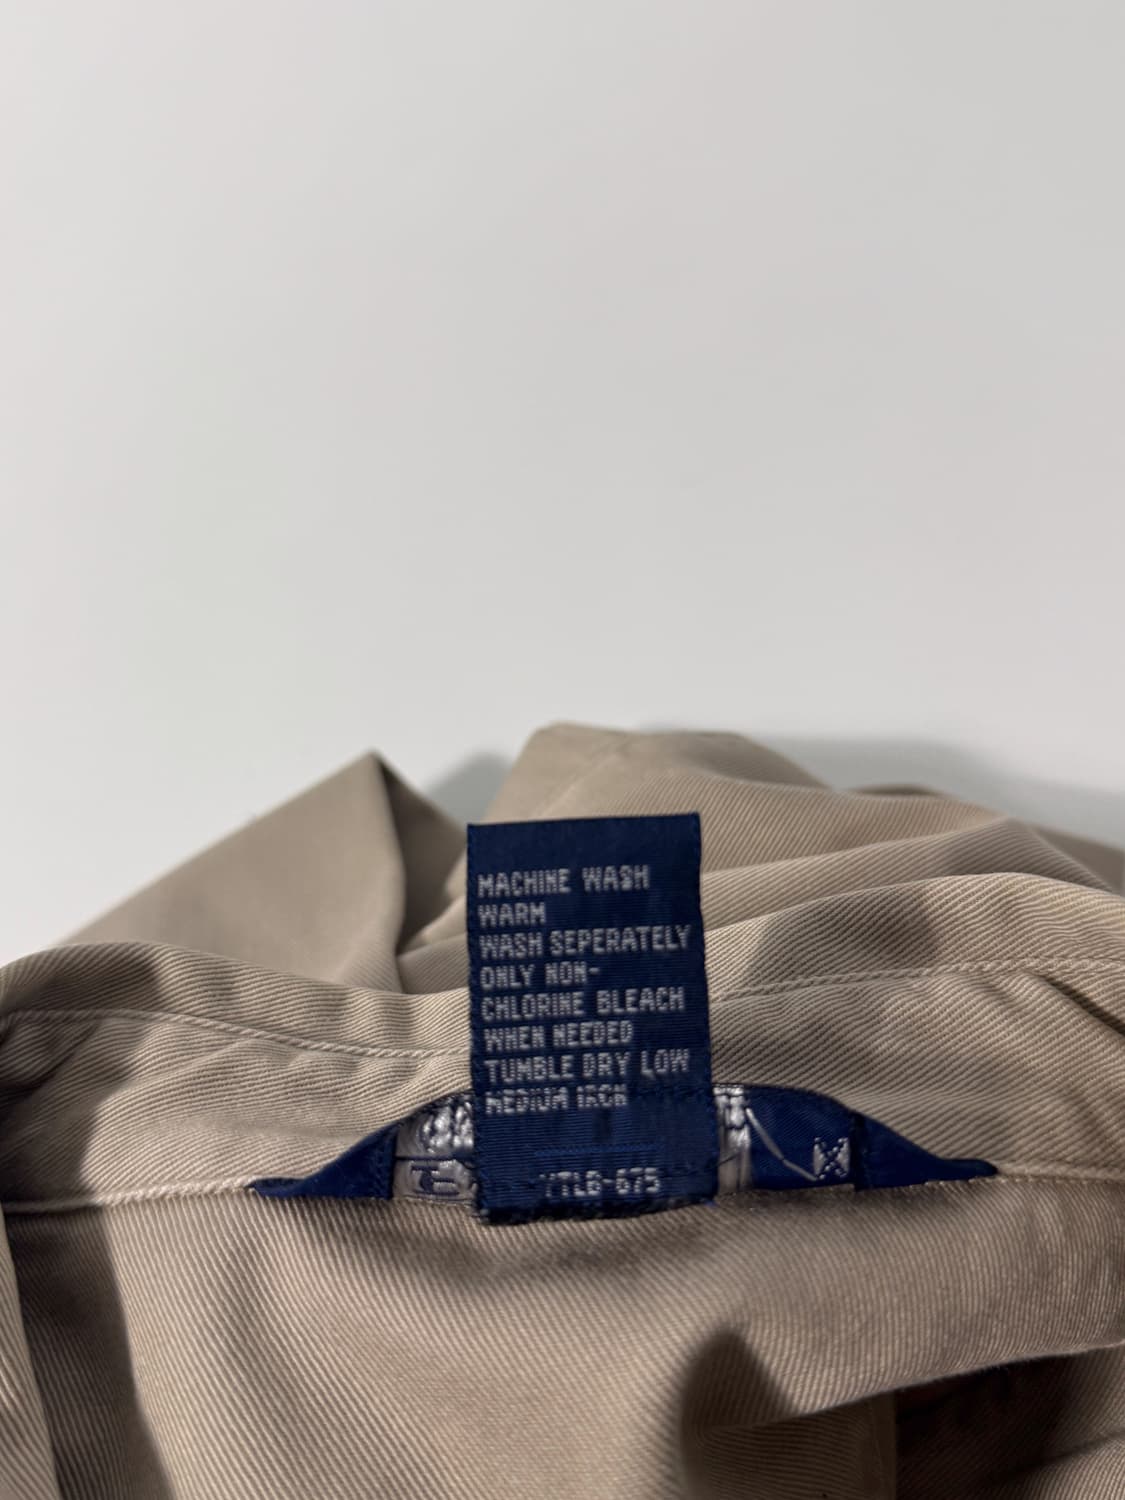 MACHINE WASH
WARM
WASH SEPERATELY
ONLY NON-
CHLORINE BLEACH
WHEN NEEDED
TUMBLE DRY LOW
MEDIUM IRON